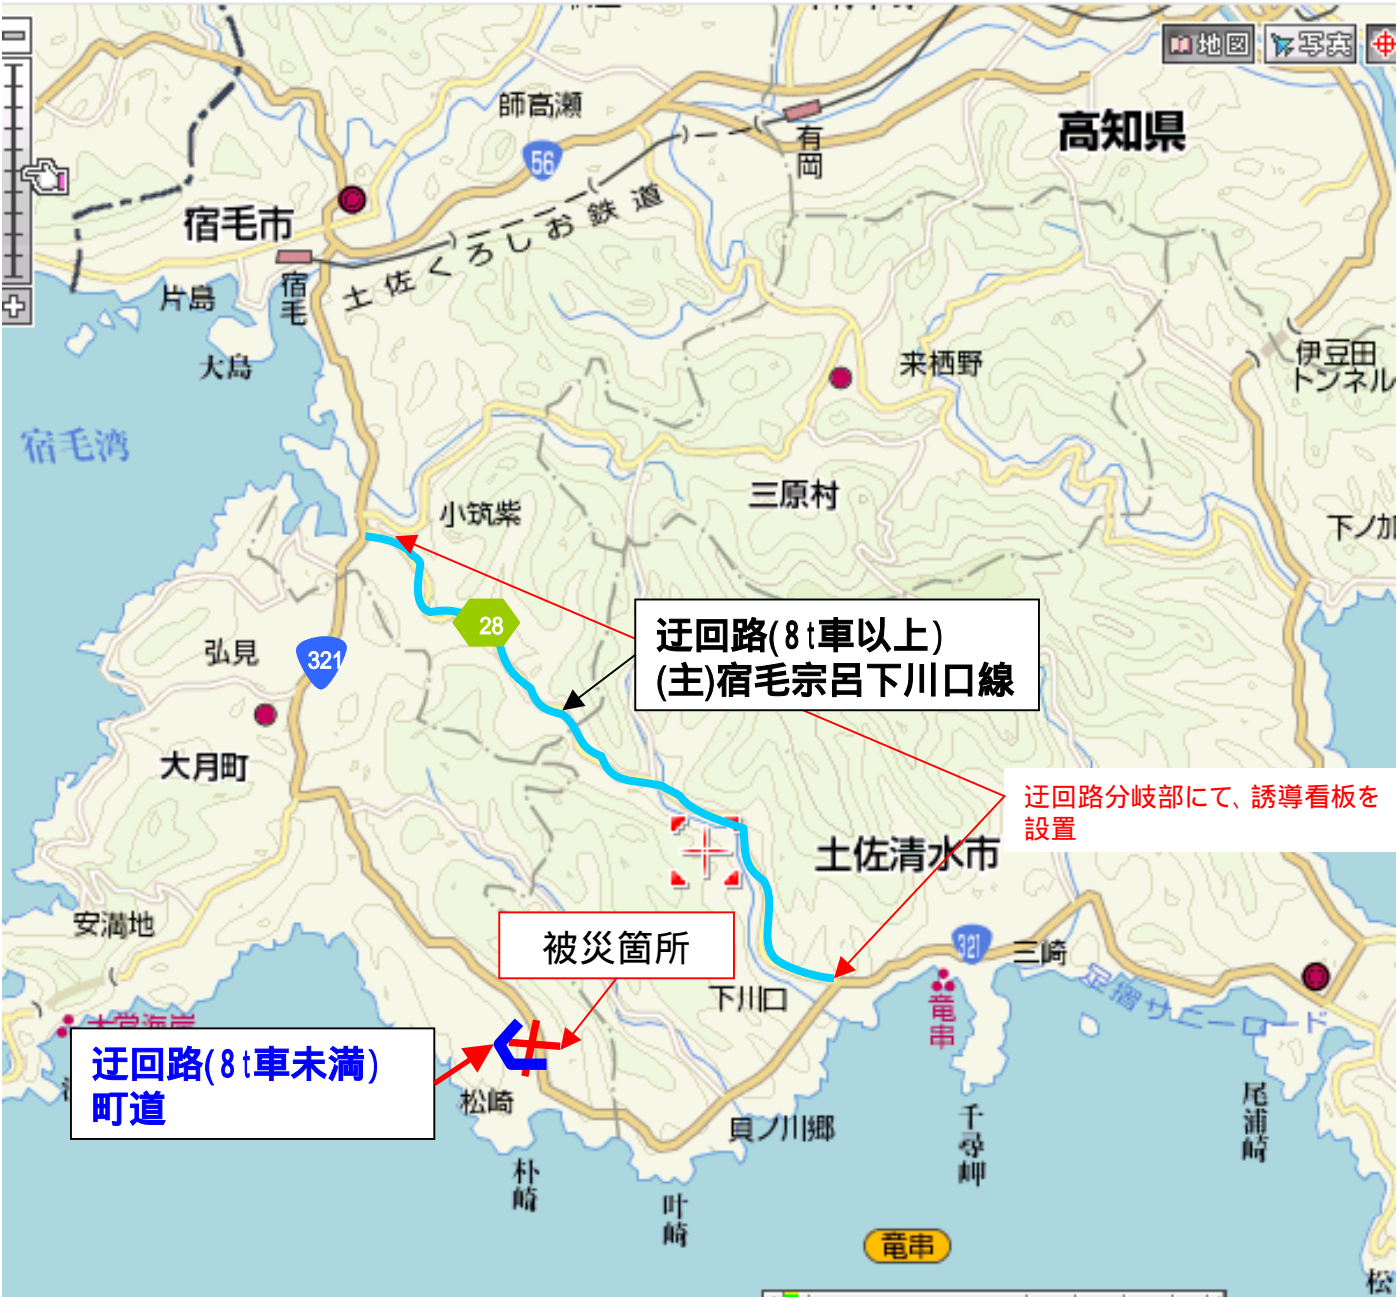 地図
写真
師高瀬
高知県
有岡
56
土佐くろしお鉄道
宿毛市
宿毛
片島
大島
来栖野
伊豆田
トンネル
宿毛湾
三原村
小筑紫
下ノ加
28
迂回路(8t車以上)
(主)宿毛宗呂下川口線
弘見
321
大月町
迂回路分岐部にて、誘導看板を
設置
土佐清水市
安満地
被災箇所
321
三崎
下川口
竜串
足摺サニーロード
迂回路(8t車未満)
町道
松崎
貝ノ川郷
千尋岬
尾浦崎
朴崎
叶崎
竜串
松